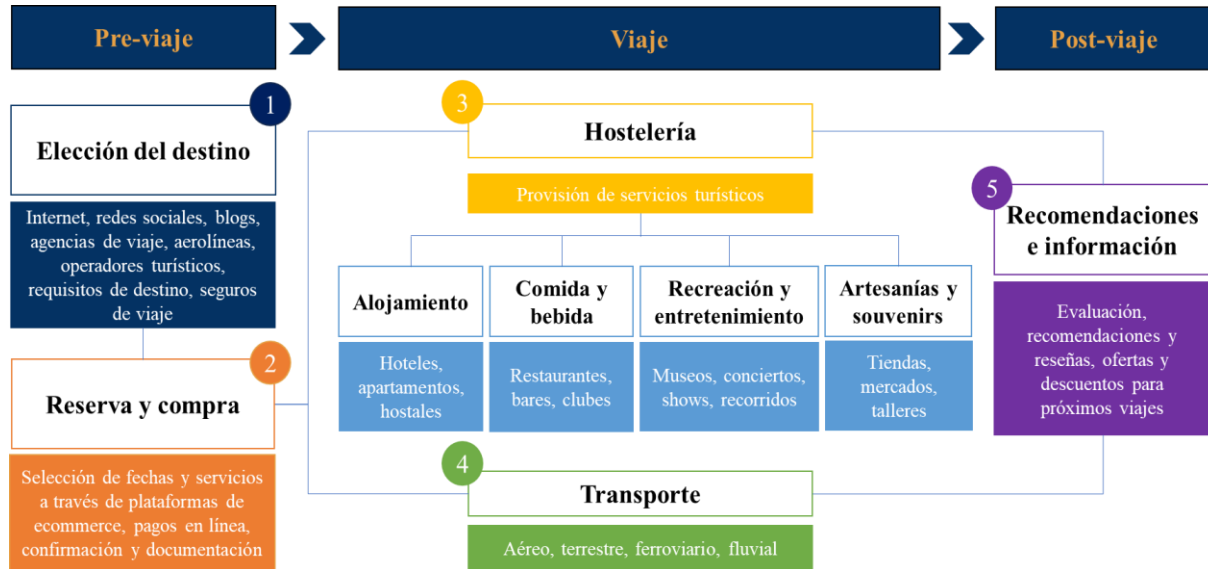 Pre-viaje
Viaje
Post-viaje
1
Elección del destino
Internet, redes sociales, blogs,
agencias de viaje, aerolíneas,
operadores turísticos,
requisitos de destino, seguros
de viaje
2
Reserva y compra
Selección de fechas y servicios
a través de plataformas de
ecommerce, pagos en línea,
confirmación y documentación
3
Hostelería
Provisión de servicios turísticos
Alojamiento
Hoteles,
apartamentos,
hostales
Comida y
bebida
Restaurantes,
bares, clubes
Recreación y
entretenimiento
Museos, conciertos,
shows, recorridos
Artesanías y
souvenirs
Tiendas,
mercados,
talleres
4
Transporte
Aéreo, terrestre, ferroviario, fluvial
5
Recomendaciones
e información
Evaluación,
recomendaciones y
reseñas, ofertas y
descuentos para
próximos viajes